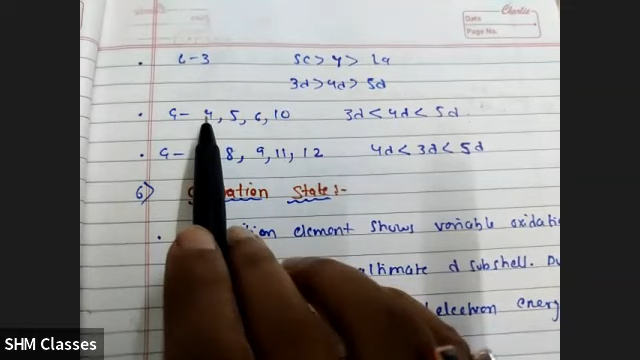 Classic
Date
Page No.
G-3 Sc > Y > La
3d > 4d > 5d
G- 4, 5, 6, 10 3d < 4d < 5d
G- 8, 9, 11, 12 4d < 3d < 5d
6) State :-
element shows variable
d subshell.
electron
SHM Classes